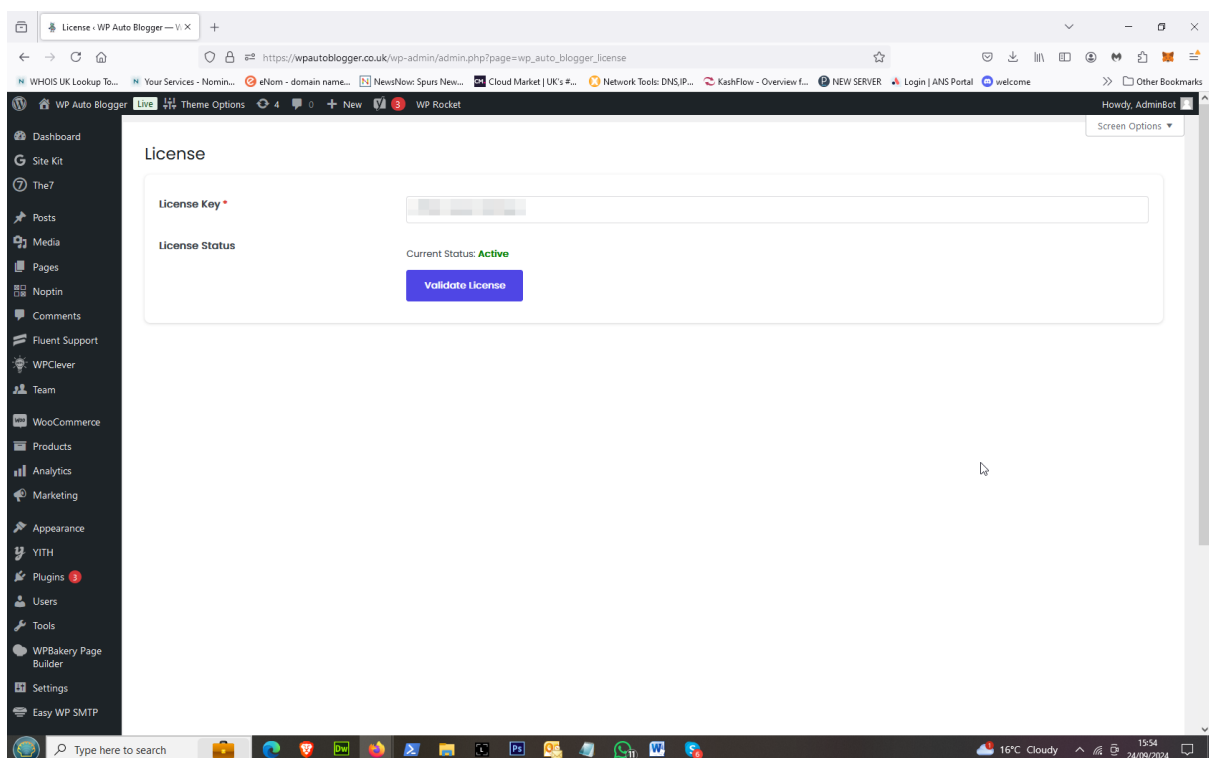 License ‹ WP Auto Blogger — V
https://wpautoblogger.co.uk/wp-admin/admin.php?page=wp_auto_blogger_license
WHOIS UK Lookup To...
Your Services - Nomin...
eNom - domain name...
NewsNow: Spurs New...
Cloud Market | UK's #...
Network Tools: DNS,IP...
KashFlow - Overview f...
NEW SERVER
Login | ANS Portal
welcome
Other Bookmarks
WP Auto Blogger
Live
Theme Options
4
0
New
3
WP Rocket
Howdy, AdminBot
Screen Options
Dashboard
Site Kit
The7
Posts
Media
Pages
Noptin
Comments
Fluent Support
WPClever
Team
WooCommerce
Products
Analytics
Marketing
Appearance
YITH
Plugins 3
Users
Tools
WPBakery Page
Builder
Settings
Easy WP SMTP
License
License Key *
License Status
Current Status: Active
Validate License
Type here to search
16°C Cloudy
15:54
24/09/2024